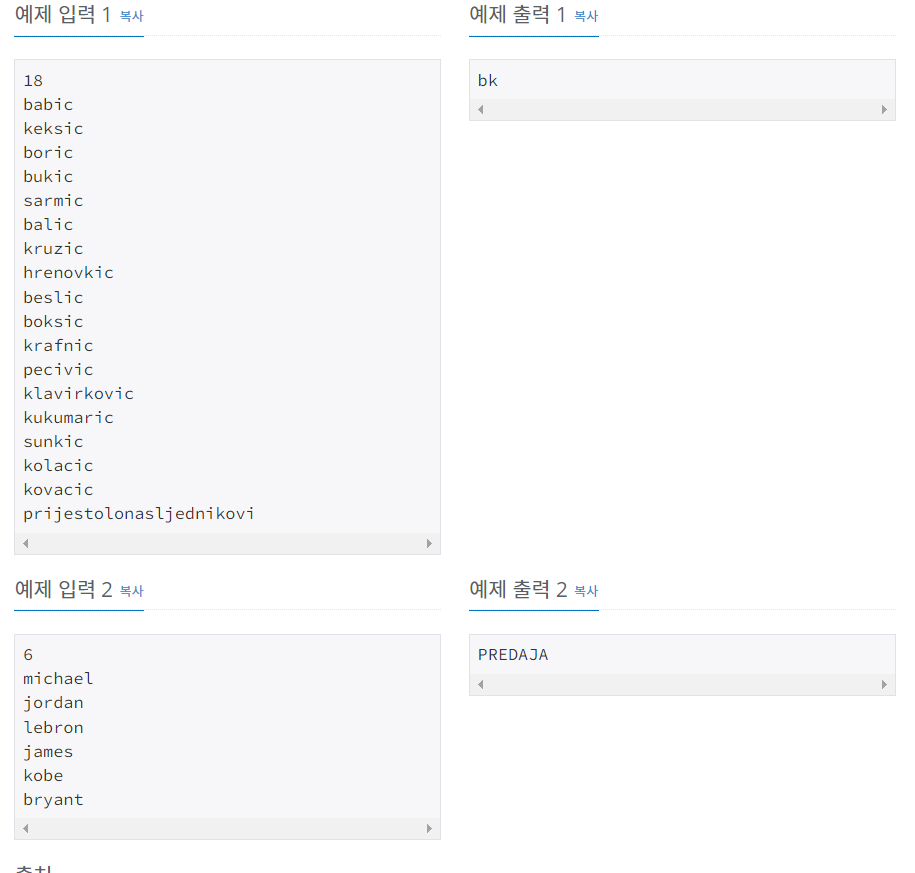 예제 입력 1 복사
18
babic
keksic
boric
bukic
sarmic
balic
kruzic
hrenovkic
beslic
boksic
krafnic
pecivic
klavirkovic
kukumaric
sunkic
kolacic
kovacic
prijestolonasljednikovi
예제 출력 1 복사
bk
예제 입력 2 복사
6
michael
jordan
lebron
james
kobe
bryant
예제 출력 2 복사
PREDAJA